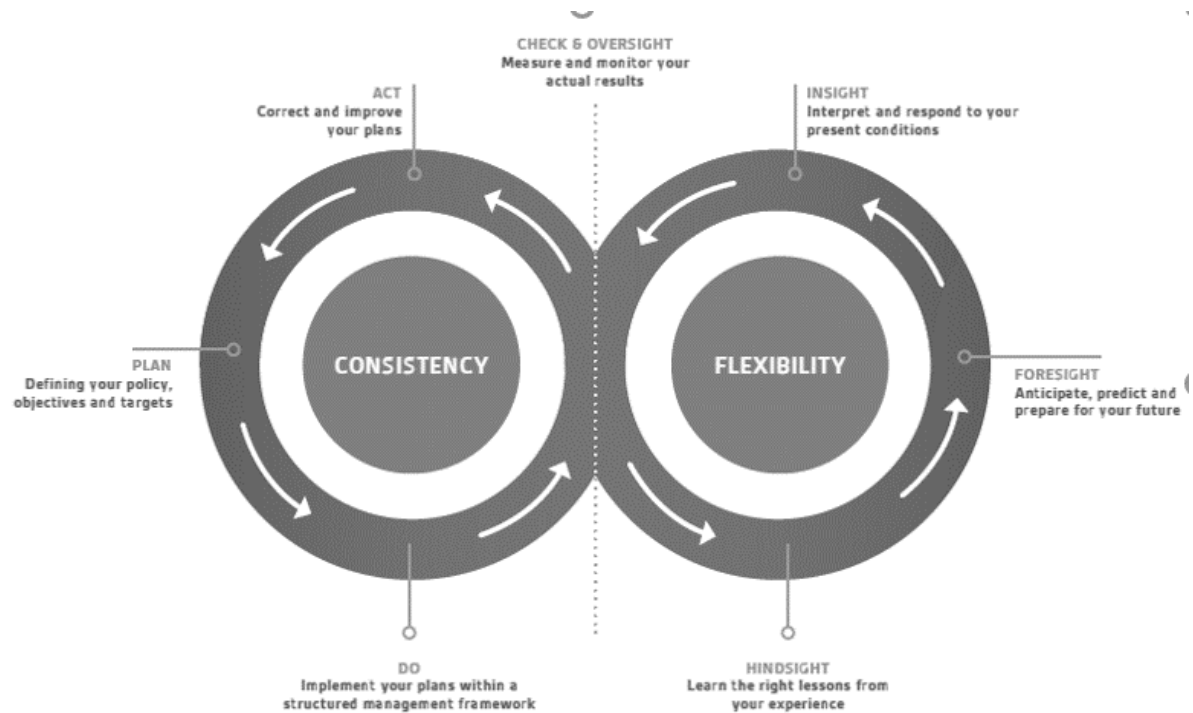 CHECK & OVERSIGHT
Measure and monitor your
actual results
ACT
Correct and improve
your plans
INSIGHT
Interpret and respond to your
present conditions
CONSISTENCY
FLEXIBILITY
PLAN
Defining your policy,
objectives and targets
FORESIGHT
Anticipate, predict and
prepare for your future
DO
Implement your plans within a
structured management framework
HINDSIGHT
Learn the right lessons from
your experience